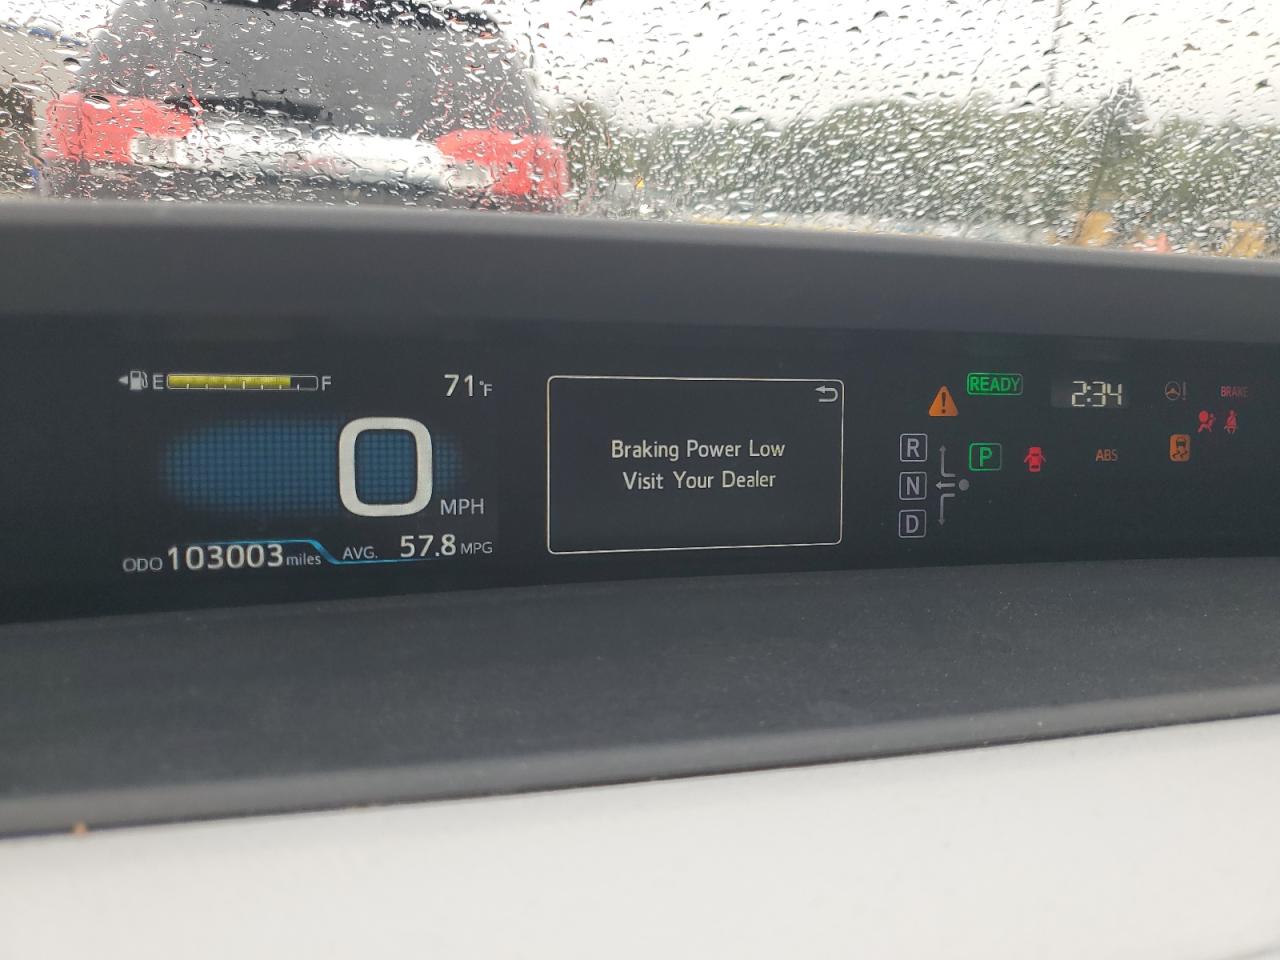 E F
71°F
0 MPH
ODO 103003 miles
AVG. 57.8 MPG
Braking Power Low
Visit Your Dealer
READY
2:34
!
BRAKE
R
P
ABS
N
D